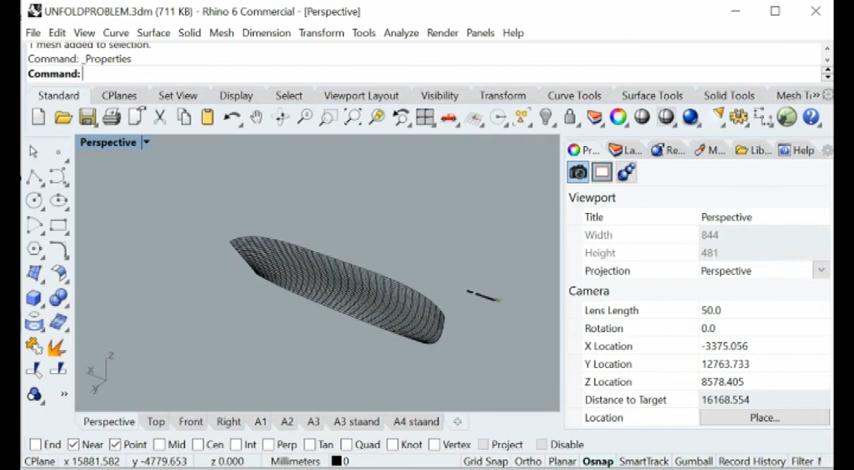 UNFOLDPROBLEM.3dm (711 KB) - Rhino 6 Commercial - [Perspective]
File Edit View Curve Surface Solid Mesh Dimension Transform Tools Analyze Render Panels Help
1 mesh added to selection.
Command: _Properties
Command:
Standard CPlanes Set View Display Select Viewport Layout Visibility Transform Curve Tools Surface Tools Solid Tools Mesh T
Perspective
Pr... La... Re... M... Lib... Help
Viewport
Title Perspective
Width 844
Height 481
Projection Perspective
Camera
Lens Length 50.0
Rotation 0.0
X Location -3375.056
Y Location 12763.733
Z Location 8578.405
Distance to Target 16168.554
Location Place...
z
x
y
Perspective Top Front Right A1 A2 A3 A3 staand A4 staand
End Near Point Mid Cen Int Perp Tan Quad Knot Vertex Project Disable
CPlane x 15881.582 y -4779.653 z 0.000 Millimeters 0 Grid Snap Ortho Planar Osnap SmartTrack Gumball Record History Filter